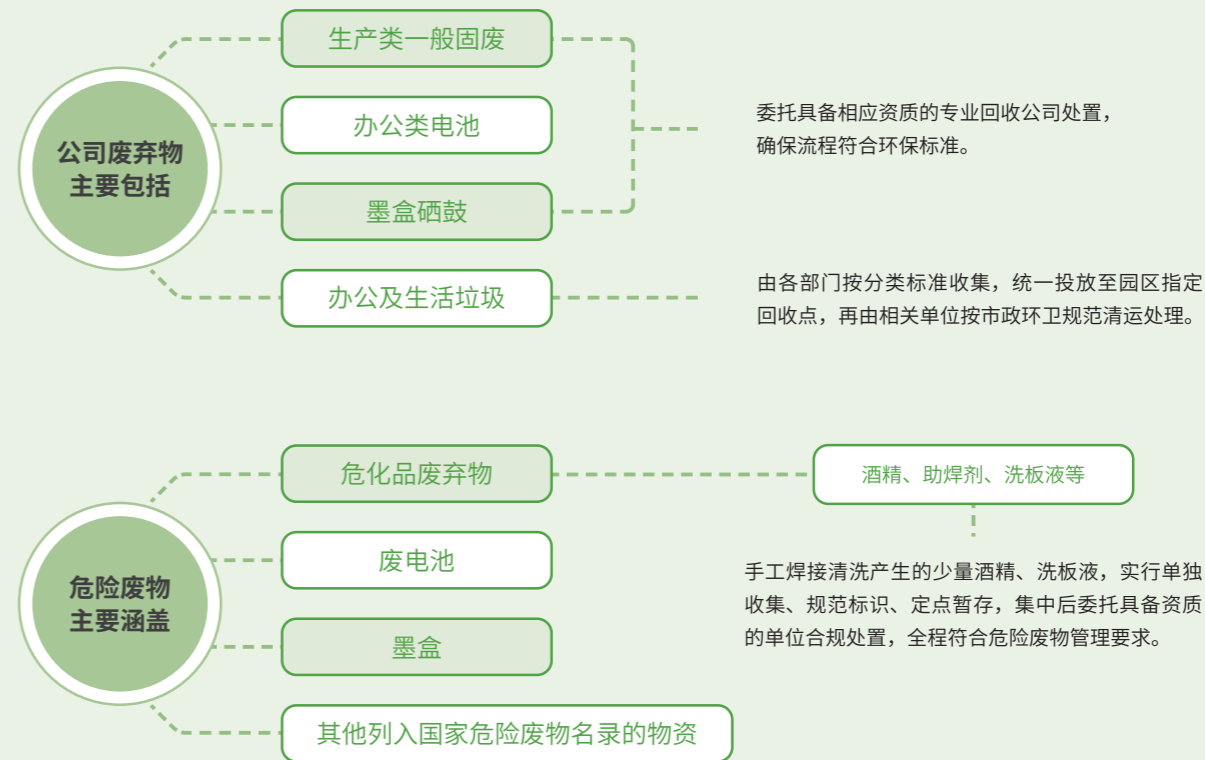 公司废弃物
主要包括
生产类一般固废
办公类电池
墨盒硒鼓
办公及生活垃圾
委托具备相应资质的专业回收公司处置，
确保流程符合环保标准。
由各部门按分类标准收集，统一投放至园区指定
回收点，再由相关单位按市政环卫规范清运处理。
危险废物
主要涵盖
危化品废弃物
废电池
墨盒
其他列入国家危险废物名录的物资
酒精、助焊剂、洗板液等
手工焊接清洗产生的少量酒精、洗板液，实行单独
收集、规范标识、定点暂存，集中后委托具备资质
的单位合规处置，全程符合危险废物管理要求。